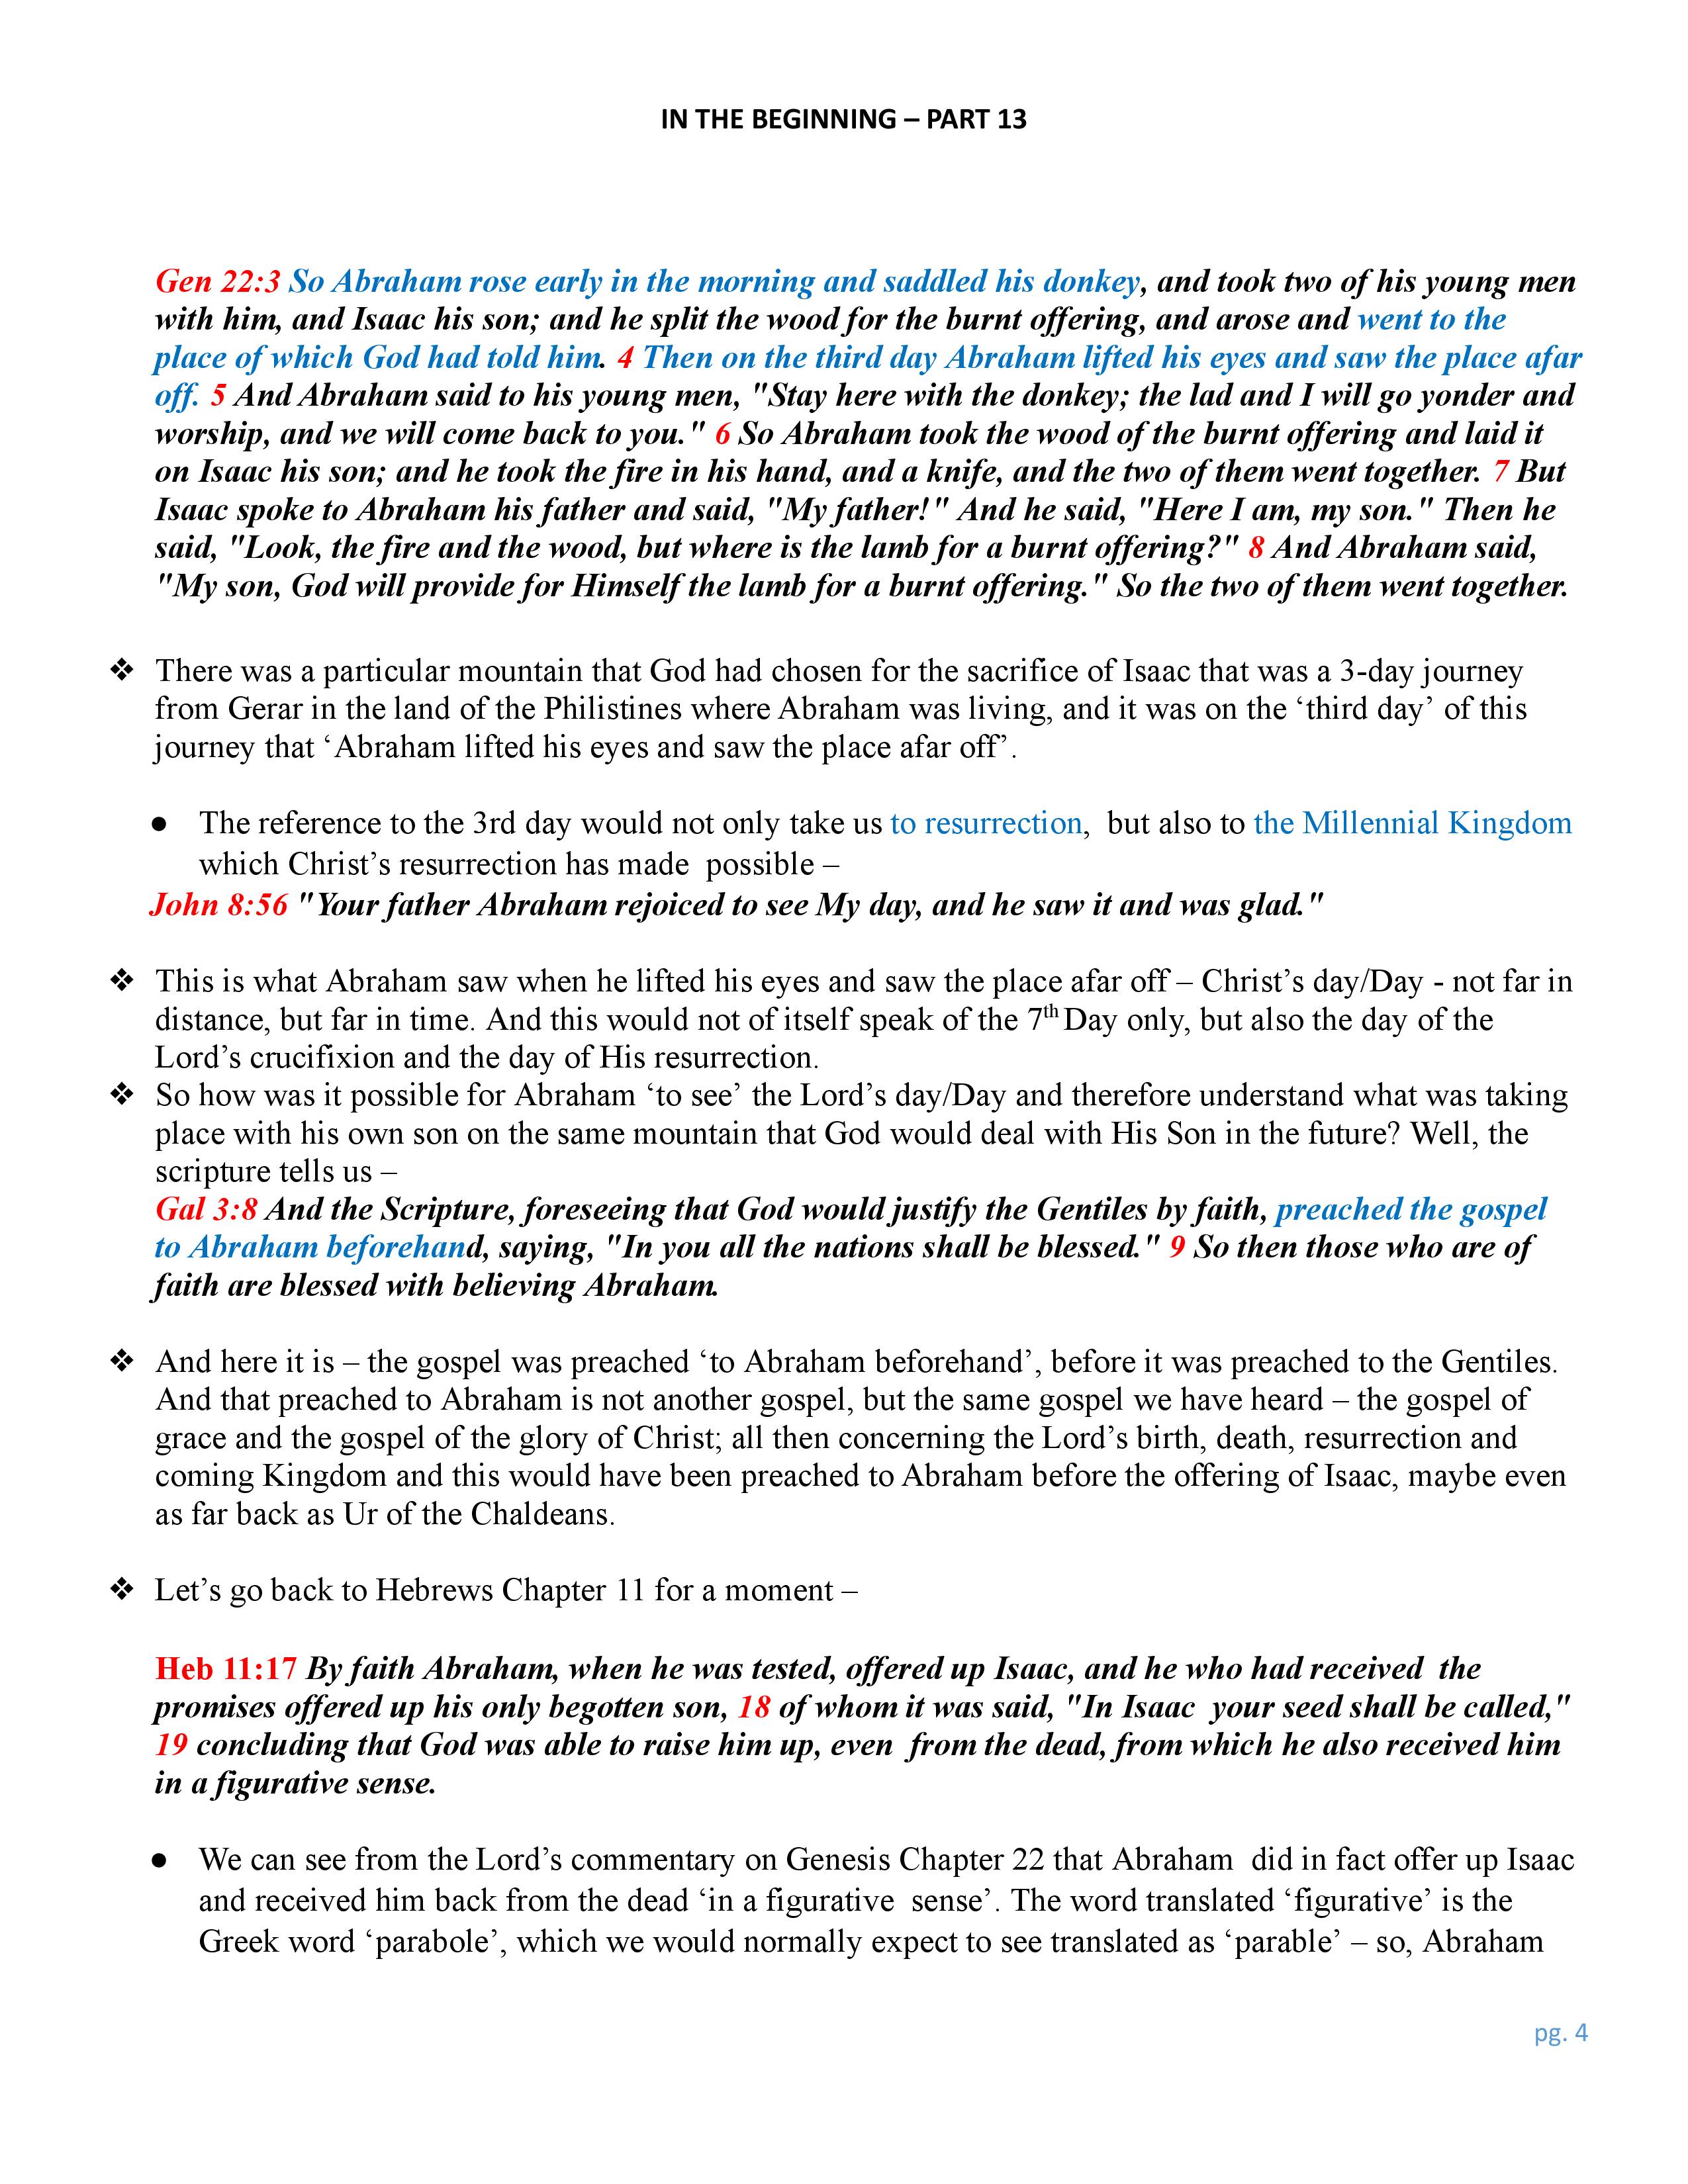 IN THE BEGINNING – PART 13
Gen 22:3 So Abraham rose early in the morning and saddled his donkey, and took two of his young men
with him, and Isaac his son; and he split the wood for the burnt offering, and arose and went to the
place of which God had told him. 4 Then on the third day Abraham lifted his eyes and saw the place afar
off. 5 And Abraham said to his young men, "Stay here with the donkey; the lad and I will go yonder and
worship, and we will come back to you." 6 So Abraham took the wood of the burnt offering and laid it
on Isaac his son; and he took the fire in his hand, and a knife, and the two of them went together. 7 But
Isaac spoke to Abraham his father and said, "My father!" And he said, "Here I am, my son." Then he
said, "Look, the fire and the wood, but where is the lamb for a burnt offering?" 8 And Abraham said,
"My son, God will provide for Himself the lamb for a burnt offering." So the two of them went together.
❖ There was a particular mountain that God had chosen for the sacrifice of Isaac that was a 3-day journey
from Gerar in the land of the Philistines where Abraham was living, and it was on the ‘third day’ of this
journey that ‘Abraham lifted his eyes and saw the place afar off’.
● The reference to the 3rd day would not only take us to resurrection, but also to the Millennial Kingdom
which Christ’s resurrection has made possible –
John 8:56 "Your father Abraham rejoiced to see My day, and he saw it and was glad."
❖ This is what Abraham saw when he lifted his eyes and saw the place afar off – Christ’s day/Day - not far in
distance, but far in time. And this would not of itself speak of the 7th Day only, but also the day of the
Lord’s crucifixion and the day of His resurrection.
❖ So how was it possible for Abraham ‘to see’ the Lord’s day/Day and therefore understand what was taking
place with his own son on the same mountain that God would deal with His Son in the future? Well, the
scripture tells us –
Gal 3:8 And the Scripture, foreseeing that God would justify the Gentiles by faith, preached the gospel
to Abraham beforehand, saying, "In you all the nations shall be blessed." 9 So then those who are of
faith are blessed with believing Abraham.
❖ And here it is – the gospel was preached ‘to Abraham beforehand’, before it was preached to the Gentiles.
And that preached to Abraham is not another gospel, but the same gospel we have heard – the gospel of
grace and the gospel of the glory of Christ; all then concerning the Lord’s birth, death, resurrection and
coming Kingdom and this would have been preached to Abraham before the offering of Isaac, maybe even
as far back as Ur of the Chaldeans.
❖ Let’s go back to Hebrews Chapter 11 for a moment –
Heb 11:17 By faith Abraham, when he was tested, offered up Isaac, and he who had received the
promises offered up his only begotten son, 18 of whom it was said, "In Isaac your seed shall be called,"
19 concluding that God was able to raise him up, even from the dead, from which he also received him
in a figurative sense.
● We can see from the Lord’s commentary on Genesis Chapter 22 that Abraham did in fact offer up Isaac
and received him back from the dead ‘in a figurative sense’. The word translated ‘figurative’ is the
Greek word ‘parabole’, which we would normally expect to see translated as ‘parable’ – so, Abraham
pg. 4